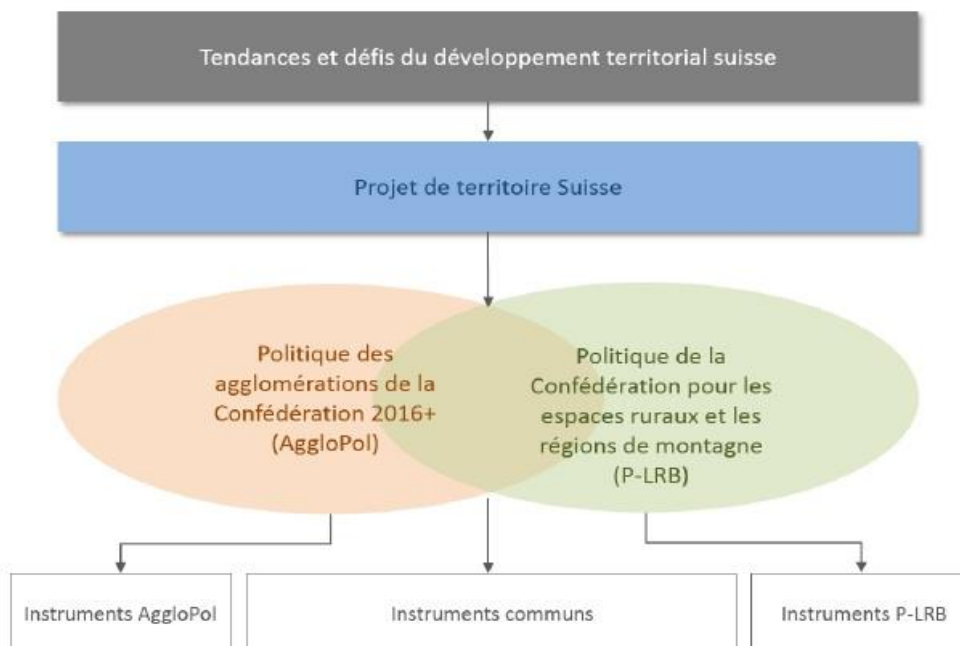 Tendances et défis du développement territorial suisse
Projet de territoire Suisse
Politique des
agglomérations de la
Confédération 2016+
(AggloPol)
Politique de la
Confédération pour les
espaces ruraux et les
régions de montagne
(P-LRB)
Instruments AggloPol
Instruments communs
Instruments P-LRB